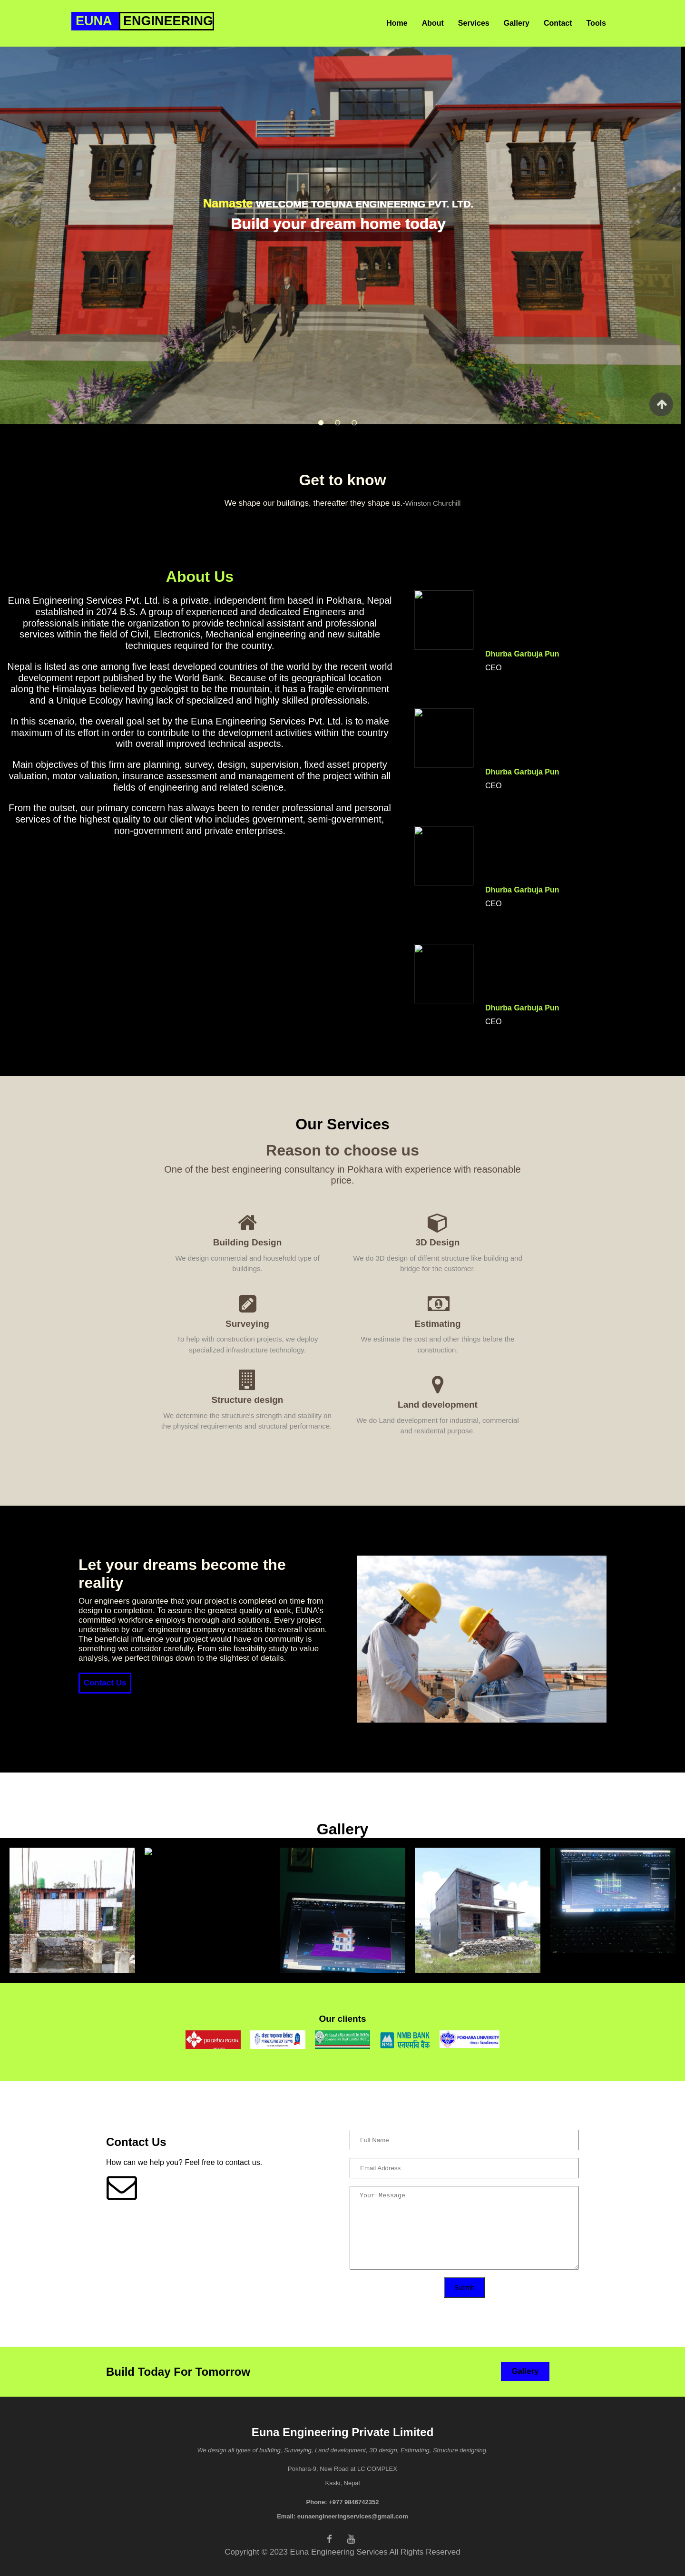 EUNA ENGINEERING
Home About Services Gallery Contact Tools
Namaste WELCOME TOEUNA ENGINEERING PVT. LTD.
Build your dream home today
Get to know
We shape our buildings, thereafter they shape us.-Winston Churchill
About Us
Euna Engineering Services Pvt. Ltd. is a private, independent firm based in Pokhara, Nepal
established in 2074 B.S. A group of experienced and dedicated Engineers and
professionals initiate the organization to provide technical assistant and professional
services within the field of Civil, Electronics, Mechanical engineering and new suitable
techniques required for the country.
Nepal is listed as one among five least developed countries of the world by the recent world
development report published by the World Bank. Because of its geographical location
along the Himalayas believed by geologist to be the mountain, it has a fragile environment
and a Unique Ecology having lack of specialized and highly skilled professionals.
In this scenario, the overall goal set by the Euna Engineering Services Pvt. Ltd. is to make
maximum of its effort in order to contribute to the development activities within the country
with overall improved technical aspects.
Main objectives of this firm are planning, survey, design, supervision, fixed asset property
valuation, motor valuation, insurance assessment and management of the project within all
fields of engineering and related science.
From the outset, our primary concern has always been to render professional and personal
services of the highest quality to our client who includes government, semi-government,
non-government and private enterprises.
Dhurba Garbuja Pun
CEO
Dhurba Garbuja Pun
CEO
Dhurba Garbuja Pun
CEO
Dhurba Garbuja Pun
CEO
Our Services
Reason to choose us
One of the best engineering consultancy in Pokhara with experience with reasonable
price.
Building Design
We design commercial and household type of
buildings.
3D Design
We do 3D design of differnt structure like building and
bridge for the customer.
Surveying
To help with construction projects, we deploy
specialized infrastructure technology.
Estimating
We estimate the cost and other things before the
construction.
Structure design
We determine the structure's strength and stability on
the physical requirements and structural performance.
Land development
We do Land development for industrial, commercial
and residental purpose.
Let your dreams become the
reality
Our engineers guarantee that your project is completed on time from
design to completion. To assure the greatest quality of work, EUNA's
committed workforce employs thorough and solutions. Every project
undertaken by our engineering company considers the overall vision.
The beneficial influence your project would have on community is
something we consider carefully. From site feasibility study to value
analysis, we perfect things down to the slightest of details.
Contact Us
Gallery
Our clients
prabhu BANK
NMB BANK
एनएमबि बैंक
POKHARA UNIVERSITY
Contact Us
How can we help you? Feel free to contact us.
Full Name
Email Address
Your Message
Build Today For Tomorrow
Gallery
Euna Engineering Private Limited
We design all types of building, Surveying, Land development, 3D design, Estimating, Structure designing.
Pokhara-9, New Road at LC COMPLEX
Kaski, Nepal
Phone: +977 9846742352
Email: eunaengineeringservices@gmail.com
Copyright © 2023 Euna Engineering Services All Rights Reserved